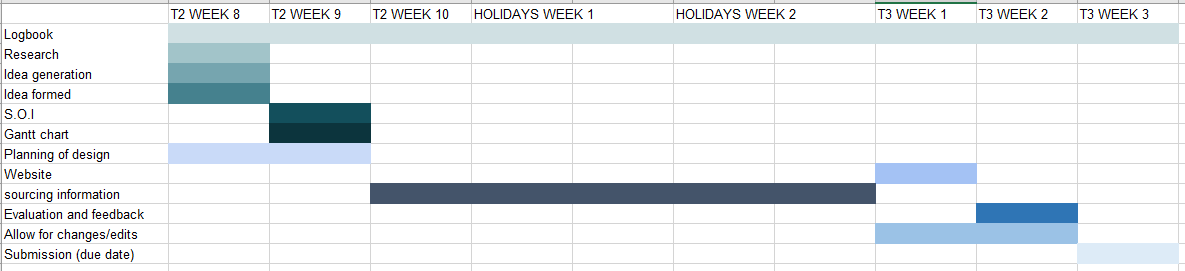 T2 WEEK 8 T2 WEEK 9 T2 WEEK 10 HOLIDAYS WEEK 1 HOLIDAYS WEEK 2 T3 WEEK 1 T3 WEEK 2 T3 WEEK 3
Logbook
Research
Idea generation
Idea formed
S.O.I
Gantt chart
Planning of design
Website
sourcing information
Evaluation and feedback
Allow for changes/edits
Submission (due date)